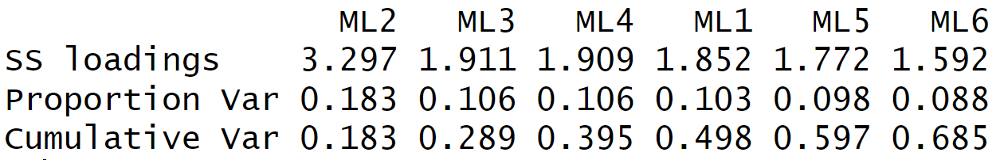 ML2 ML3 ML4 ML1 ML5 ML6
SS loadings 3.297 1.911 1.909 1.852 1.772 1.592
Proportion Var 0.183 0.106 0.106 0.103 0.098 0.088
Cumulative Var 0.183 0.289 0.395 0.498 0.597 0.685